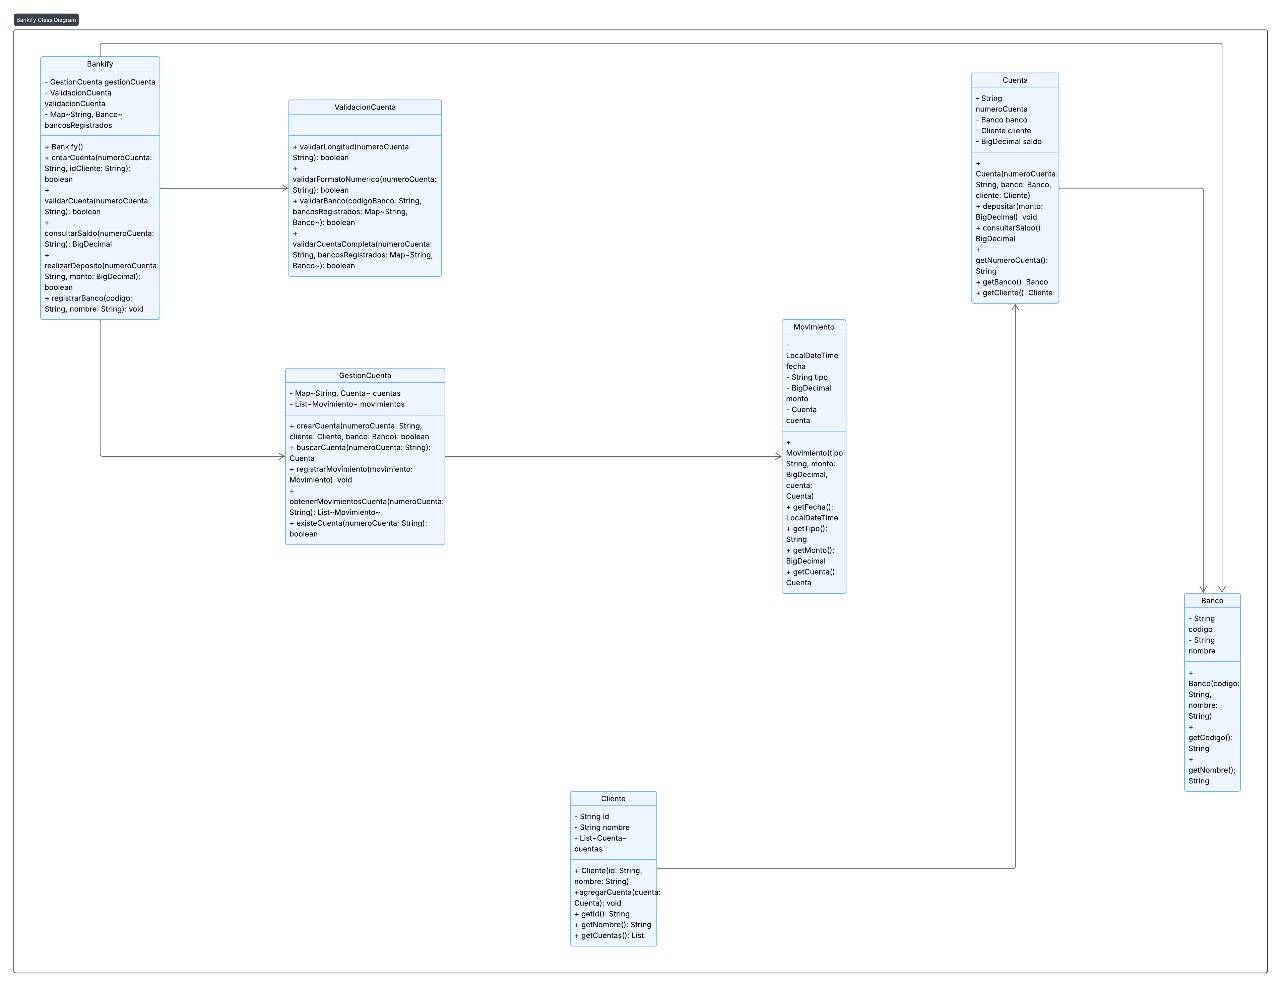 Bankify Class Diagram
Bankify
- GestionCuenta gestionCuenta
- ValidacionCuenta
validacionCuenta
- Map~String, Banco~
bancosRegistrados
+ Bankify()
+ crearCuenta(numeroCuenta:
String, idCliente: String):
boolean
+
validarCuenta(numeroCuenta:
String): boolean
+
consultarSaldo(numeroCuenta:
String): BigDecimal
+
realizarDeposito(numeroCuenta:
String, monto: BigDecimal):
boolean
+ registrarBanco(codigo:
String, nombre: String): void
ValidacionCuenta
+ validarLongitud(numeroCuenta:
String): boolean
+
validarFormatoNumerico(numeroCuenta:
String): boolean
+ validarBanco(codigoBanco: String,
bancosRegistrados: Map~String,
Banco~): boolean
+
validarCuentaCompleta(numeroCuenta:
String, bancosRegistrados: Map~String,
Banco~): boolean
Cuenta
- String
numeroCuenta
- Banco banco
- Cliente cliente
- BigDecimal saldo
+
Cuenta(numeroCuenta:
String, banco: Banco,
cliente: Cliente)
+ depositar(monto:
BigDecimal): void
+ consultarSaldo():
BigDecimal
+
getNumeroCuenta():
String
+ getBanco(): Banco
+ getCliente(): Cliente
GestionCuenta
- Map~String, Cuenta~ cuentas
- List~Movimiento~ movimientos
+ crearCuenta(numeroCuenta: String,
cliente: Cliente, banco: Banco): boolean
+ buscarCuenta(numeroCuenta: String):
Cuenta
+ registrarMovimiento(movimiento:
Movimiento): void
+
obtenerMovimientosCuenta(numeroCuenta:
String): List~Movimiento~
+ existeCuenta(numeroCuenta: String):
boolean
Movimiento
-
LocalDateTime
fecha
- String tipo
- BigDecimal
monto
- Cuenta
cuenta
+
Movimiento(tipo:
String, monto:
BigDecimal,
cuenta:
Cuenta)
+ getFecha():
LocalDateTime
+ getTipo():
String
+ getMonto():
BigDecimal
+ getCuenta():
Cuenta
Banco
- String
codigo
- String
nombre
+
Banco(codigo:
String,
nombre:
String)
+
getCodigo():
String
+
getNombre():
String
Cliente
- String id
- String nombre
- List~Cuenta~
cuentas
+ Cliente(id: String,
nombre: String)
+agregarCuenta(cuenta:
Cuenta): void
+ getId(): String
+ getNombre(): String
+ getCuentas(): List